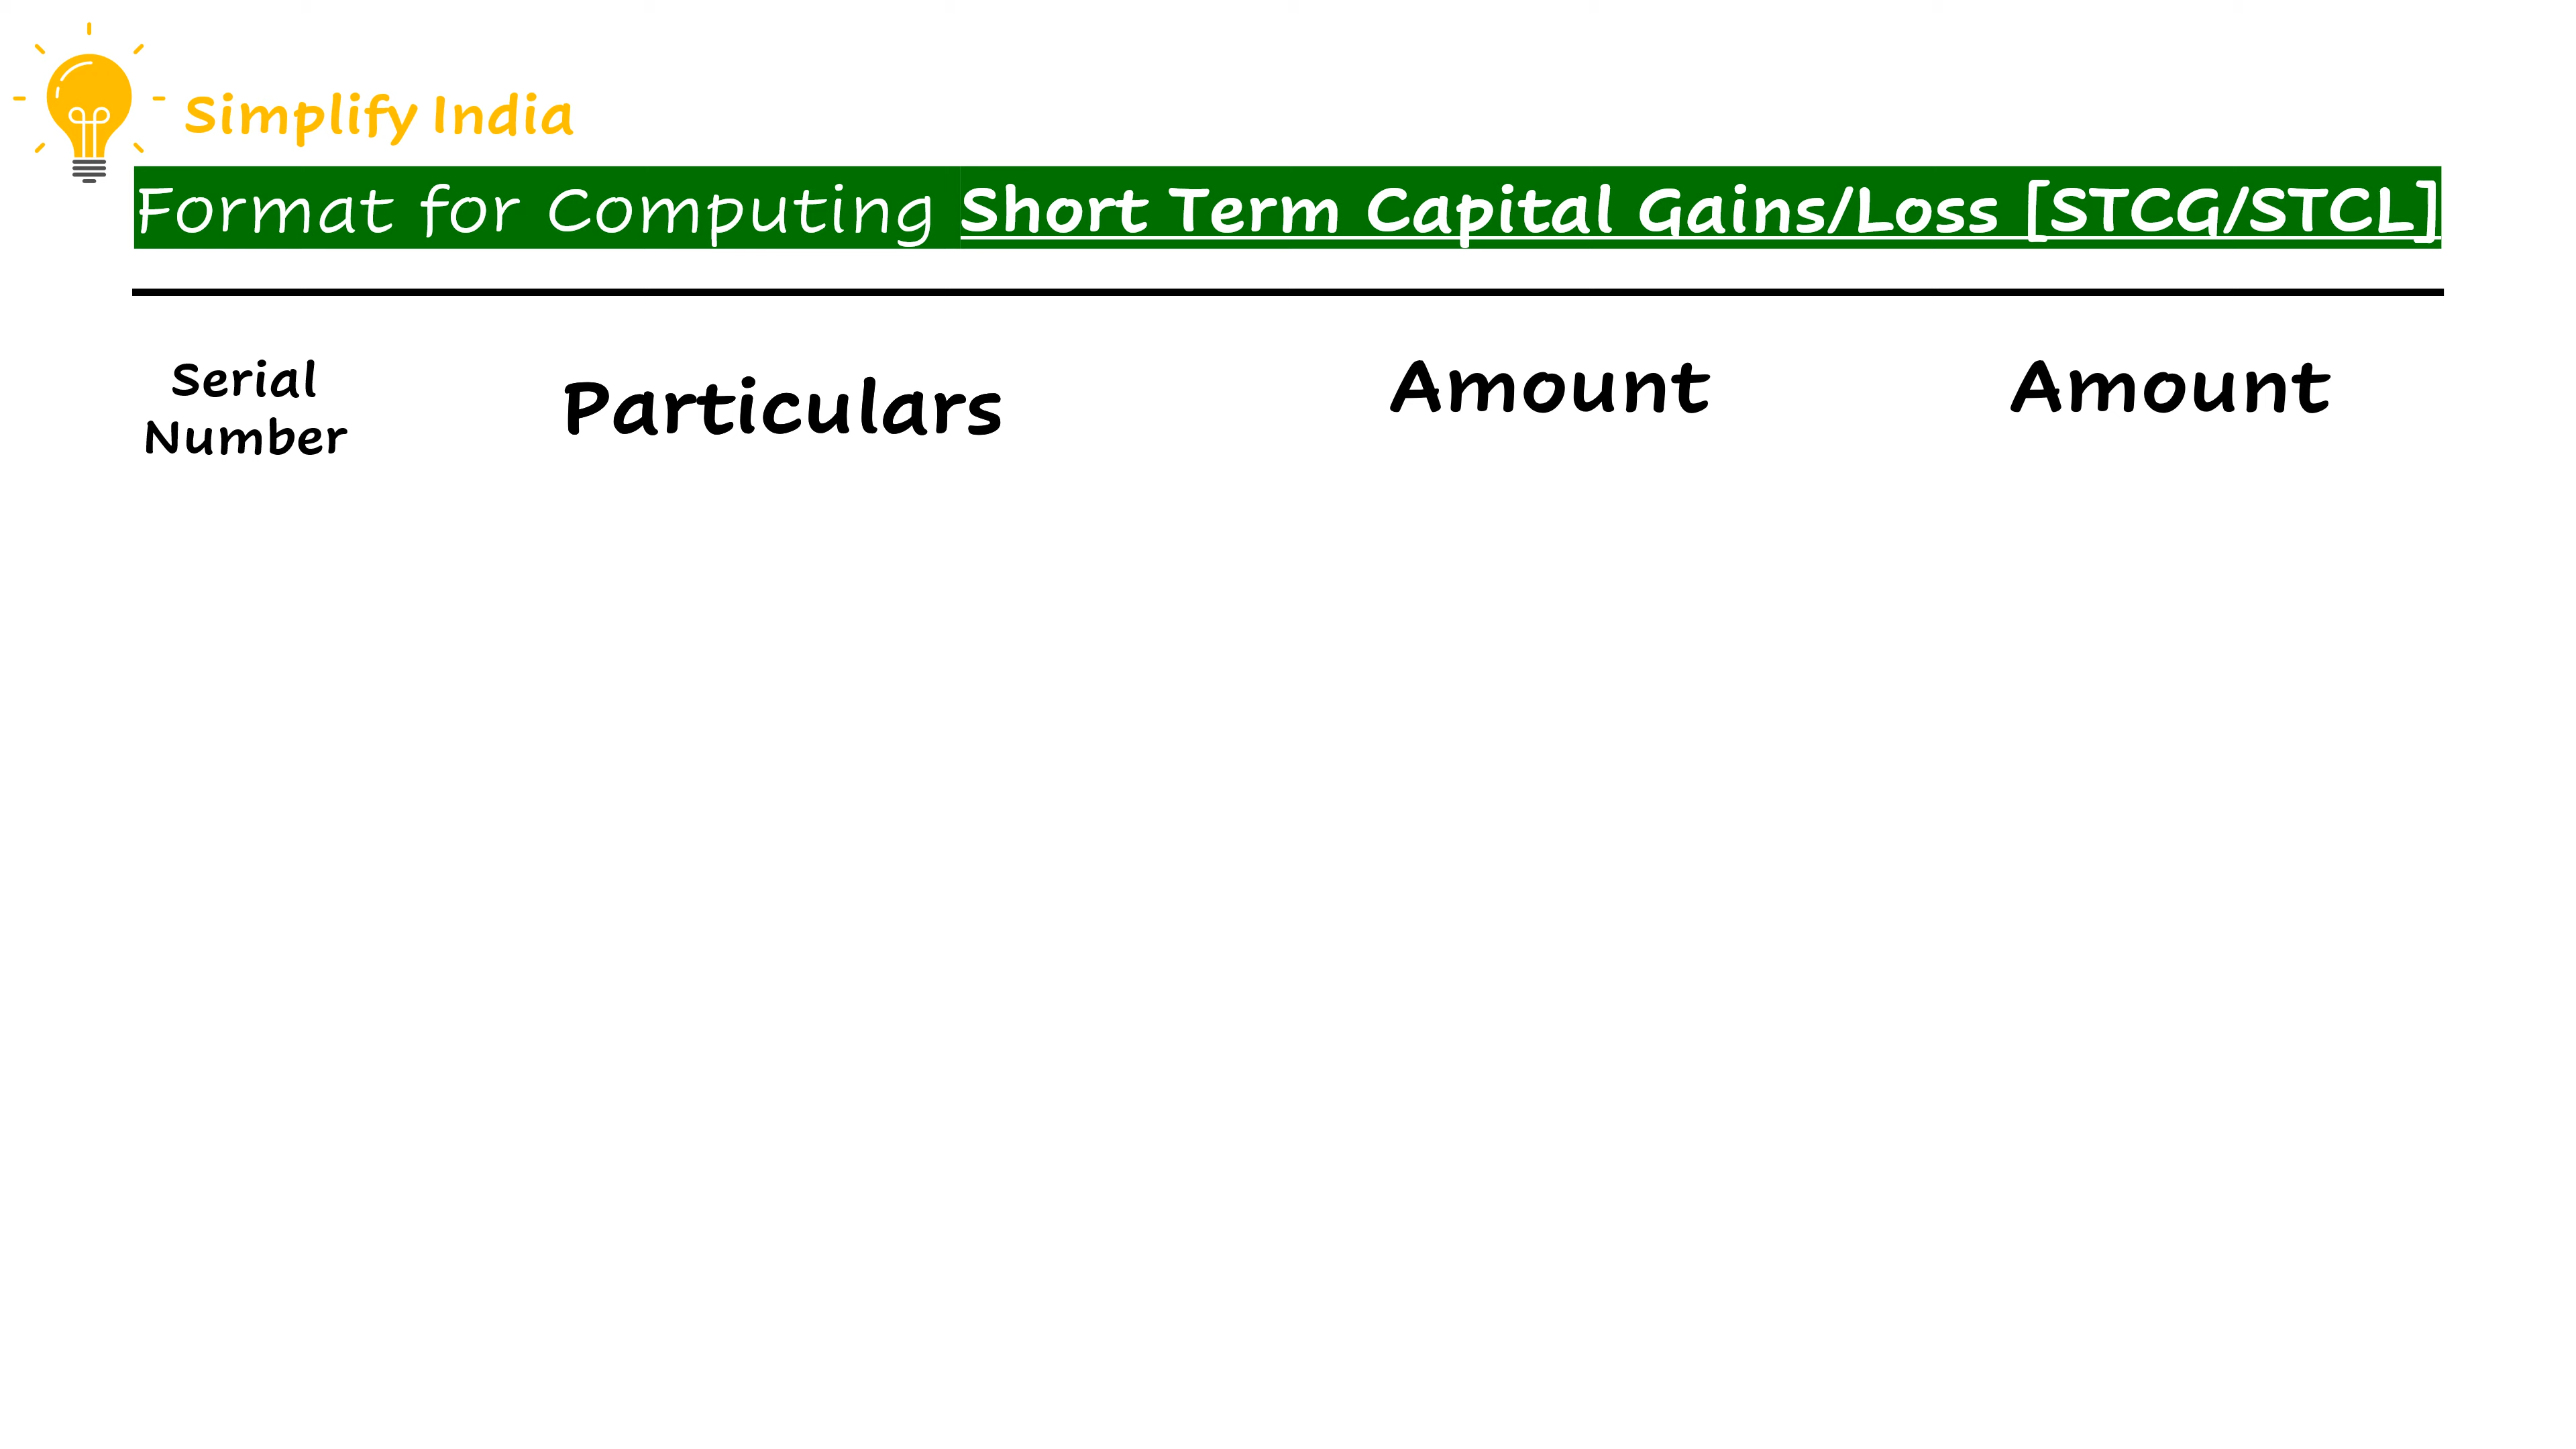 Simplify India
Format for Computing Short Term Capital Gains/Loss [STCG/STCL]
Serial
Number
Particulars
Amount
Amount